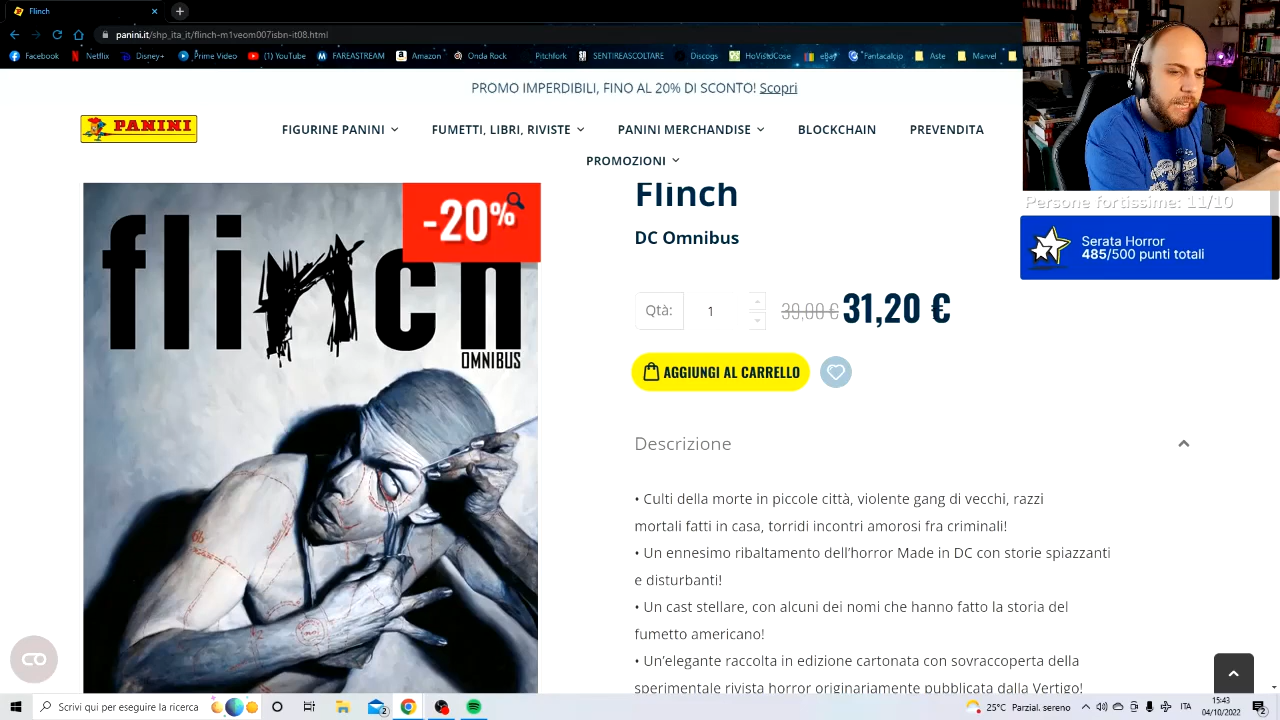 Flinch
panini.it/shp_ita_it/flinch-m1veom007isbn-it08.html
Facebook Netflix Disney+ Prime Video (1) YouTube FAREASTREAM Amazon Onda Rock Pitchfork SENTIREASCOLTARE Discogs HoVistoCose eBay Fantacalcio Aste Marvel
PROMO IMPERDIBILI, FINO AL 20% DI SCONTO! Scopri
PANINI
FIGURINE PANINI FUMETTI, LIBRI, RIVISTE PANINI MERCHANDISE BLOCKCHAIN PREVENDITA
PROMOZIONI
Persone fortissime: 11/10
Serata Horror
485/500 punti totali
-20%
flinch
OMNIBUS
Flinch
DC Omnibus
Qtà: 1 39,00 € 31,20 €
AGGIUNGI AL CARRELLO
Descrizione
• Culti della morte in piccole città, violente gang di vecchi, razzi
mortali fatti in casa, torridi incontri amorosi fra criminali!
• Un ennesimo ribaltamento dell'horror Made in DC con storie spiazzanti
e disturbanti!
• Un cast stellare, con alcuni dei nomi che hanno fatto la storia del
fumetto americano!
• Un'elegante raccolta in edizione cartonata con sovraccoperta della
sperimentale rivista horror originariamente pubblicata dalla Vertigo!
Scrivi qui per eseguire la ricerca
2
25°C Parzial. sereno
ITA
15:43
04/10/2022
2